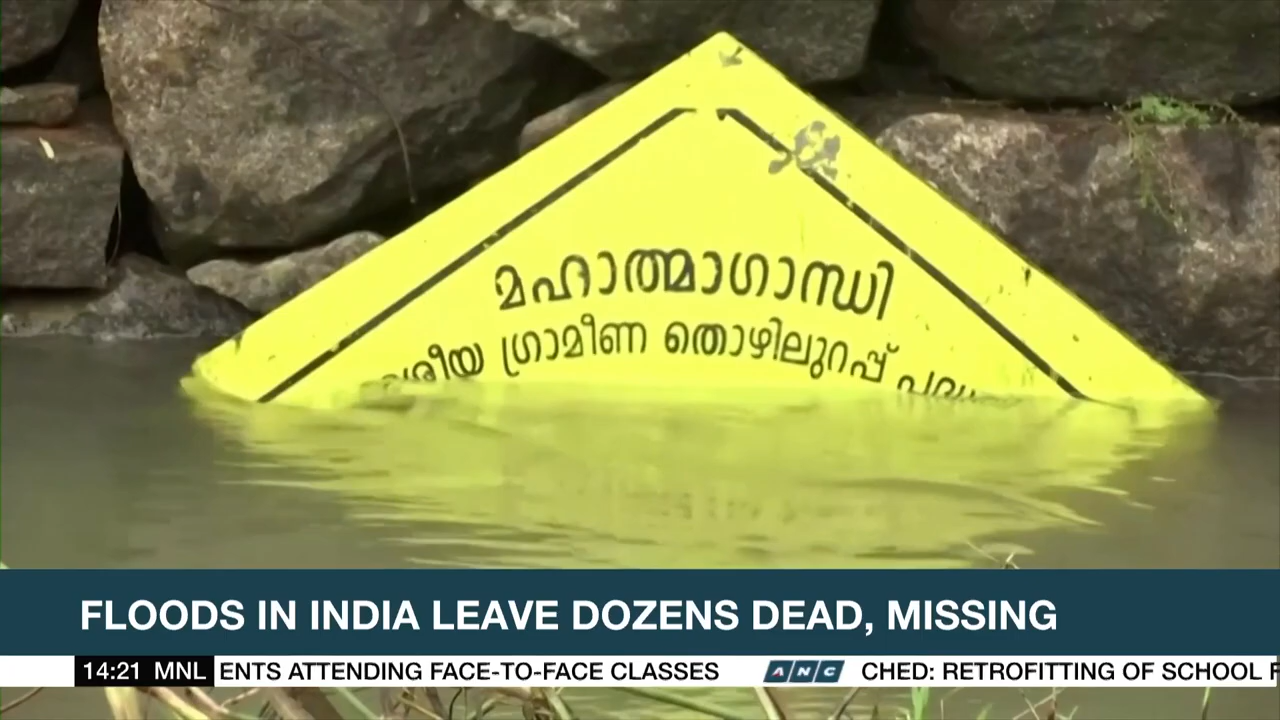 മഹാത്മാഗാന്ധി
ഗ്രാമീണ തൊഴിലുറപ്പ്
FLOODS IN INDIA LEAVE DOZENS DEAD, MISSING
14:21 MNL ENTS ATTENDING FACE-TO-FACE CLASSES ANC CHED: RETROFITTING OF SCHOOL F